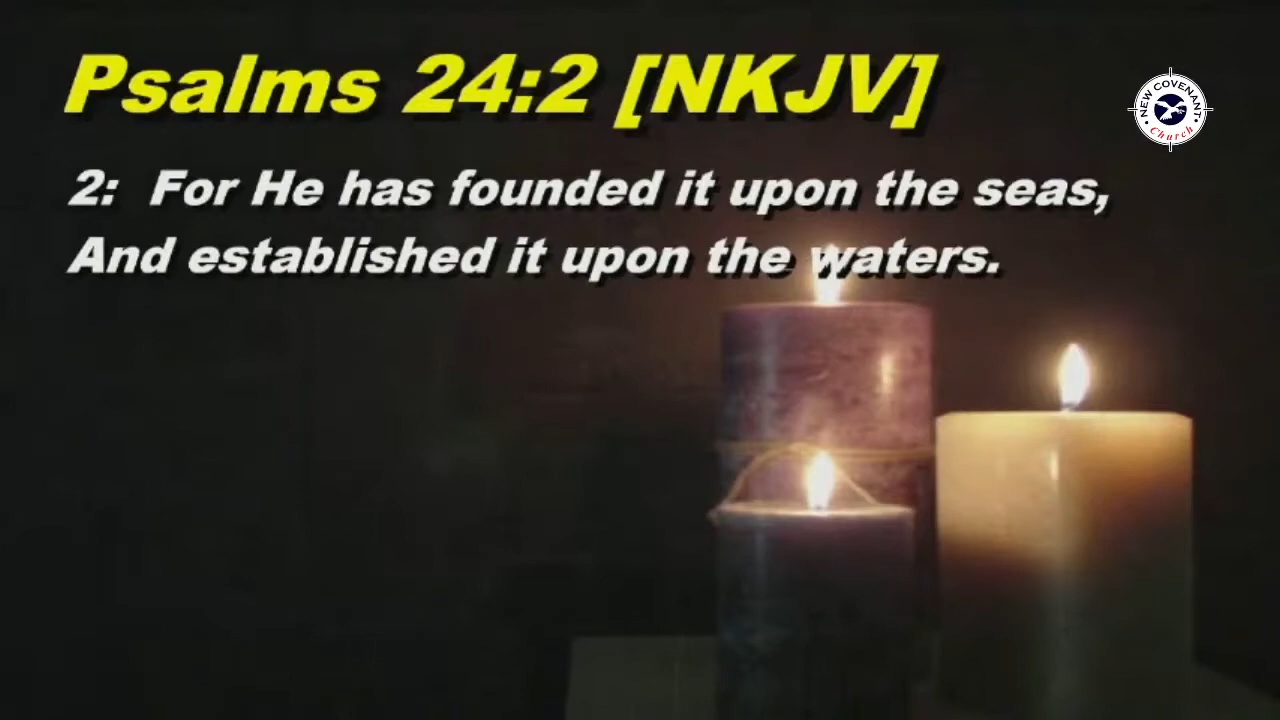 Psalms 24:2 [NKJV]
NEW COVENANT
Church
2: For He has founded it upon the seas,
And established it upon the waters.